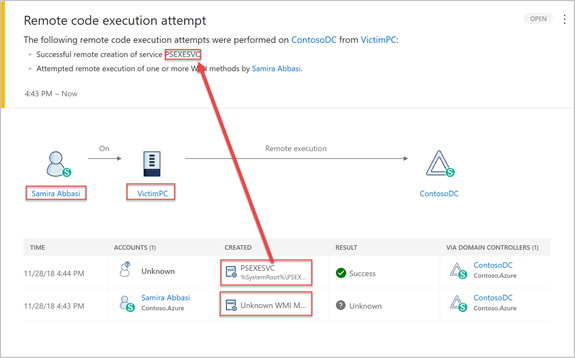 Remote code execution attempt
OPEN
The following remote code execution attempts were performed on ContosoDC from VictimPC:
• Successful remote creation of service PSEXESVC.
• Attempted remote execution of one or more WMI methods by Samira Abbasi.
4:43 PM – Now
On
Remote execution
Samira Abbasi
VictimPC
ContosoDC
TIME ACCOUNTS (1) CREATED RESULT VIA DOMAIN CONTROLLERS (1)
11/28/18 4:44 PM Unknown PSEXESVC Success ContosoDC
%SystemRoot%\PSEX... Contoso.Azure
11/28/18 4:43 PM Samira Abbasi Unknown WMI M... Unknown ContosoDC
Contoso.Azure Contoso.Azure